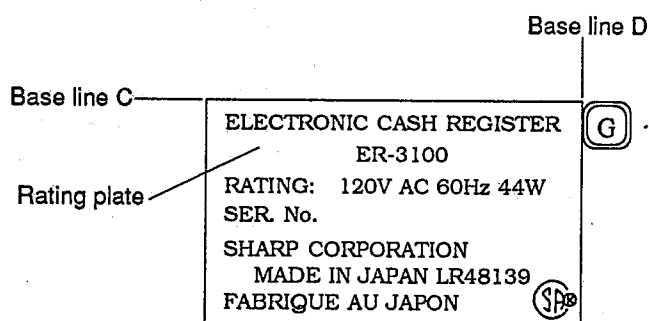 Base line D
Base line C
ELECTRONIC CASH REGISTER
G
ER-3100
Rating plate
RATING: 120V AC 60Hz 44W
SER. No.
SHARP CORPORATION
MADE IN JAPAN LR48139
FABRIQUE AU JAPON
SA®